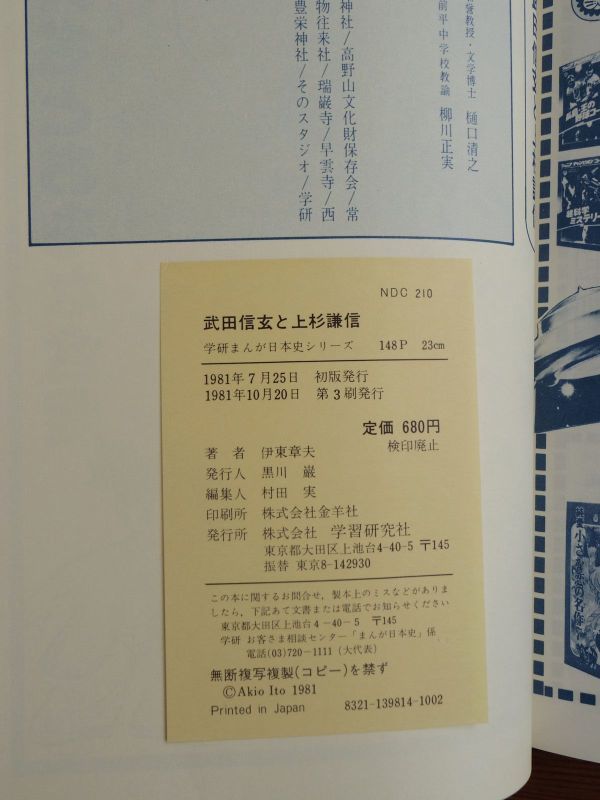 誉教授・文学博士 樋口清之
前平中学校教諭 柳川正実
神社/高野山文化財保存会/常
物往来社/瑞巌寺/早雲寺/西
豊栄神社/そのスタジオ/学研
NDC 210
武田信玄と上杉謙信
学研まんが日本史シリーズ 148P 23cm
1981年7月25日 初版発行
1981年10月20日 第3刷発行
定価 680円
検印廃止
著者 伊東章夫
発行人 黒川 巌
編集人 村田 実
印刷所 株式会社金羊社
発行所 株式会社 学習研究社
東京都大田区上池台4-40-5 〒145
振替 東京8-142930
この本に関するお問合せ,製本上のミスなどがありま
したら,下記あて文書または電話でお知らせください
東京都大田区上池台4-40-5 〒145
学研 お客さま相談センター「まんが日本史」係
電話(03)720-1111(大代表)
無断複写複製(コピー)を禁ず
©Akio Ito 1981
Printed in Japan 8321-139814-1002
ミステリー
小さな恋の名作